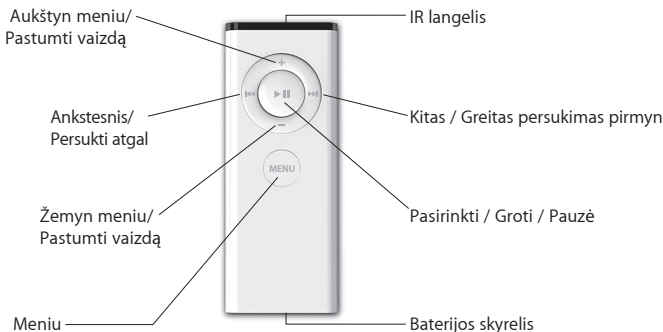 Aukštyn meniu/
Pastumti vaizdą
IR langelis
Ankstesnis/
Persukti atgal
Kitas / Greitas persukimas pirmyn
MENU
Žemyn meniu/
Pastumti vaizdą
Pasirinkti / Groti / Pauzė
Meniu
Baterijos skyrelis